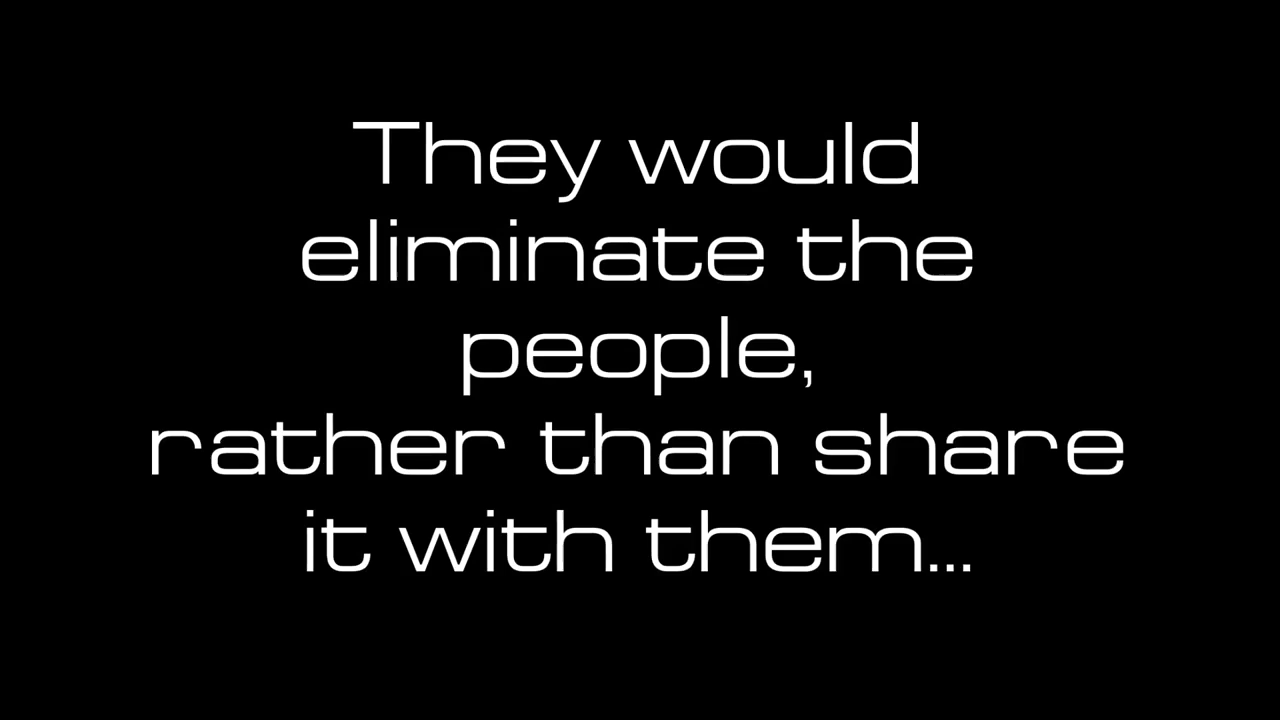 They would
eliminate the
people,
rather than share
it with them...